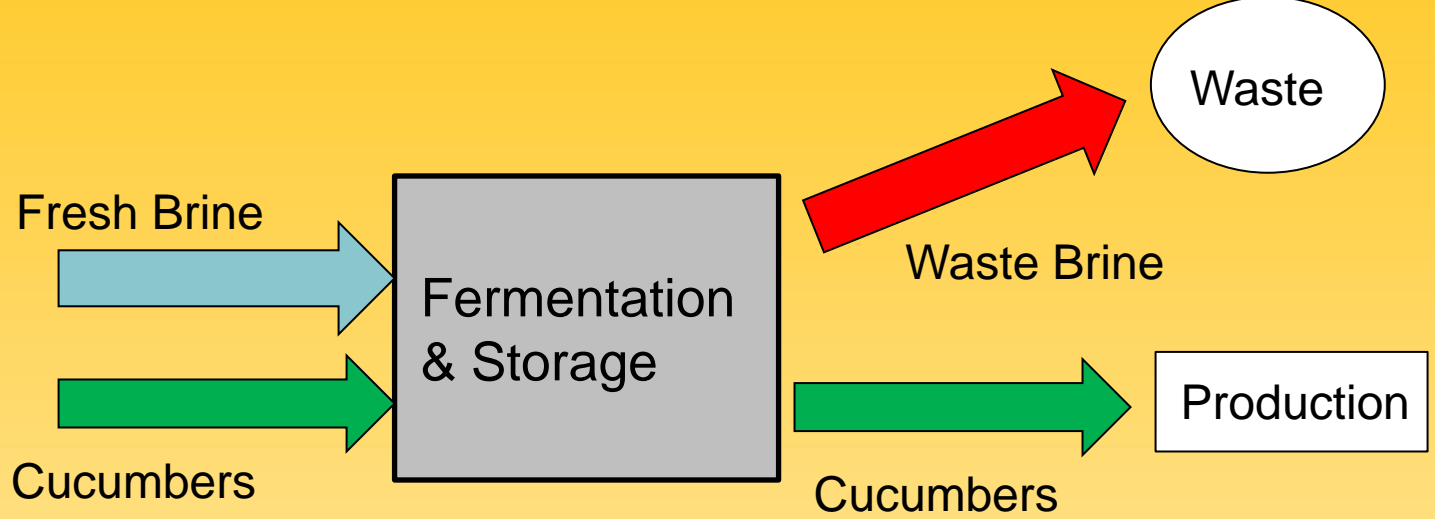 Waste
Fresh Brine
Waste Brine
Fermentation
& Storage
Production
Cucumbers
Cucumbers